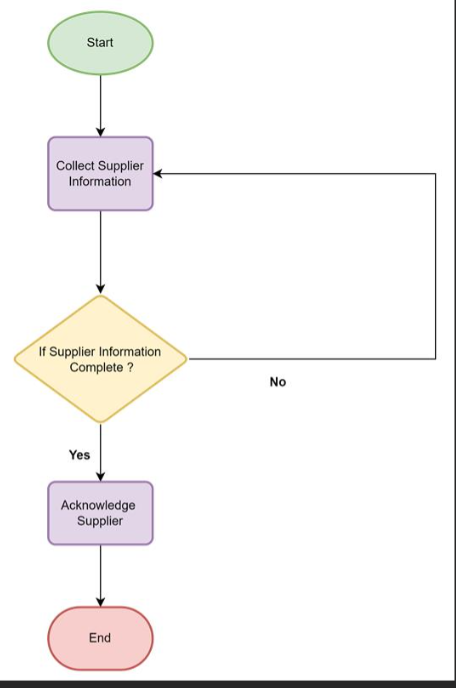 Start
Collect Supplier
Information
If Supplier Information
Complete ?
No
Yes
Acknowledge
Supplier
End